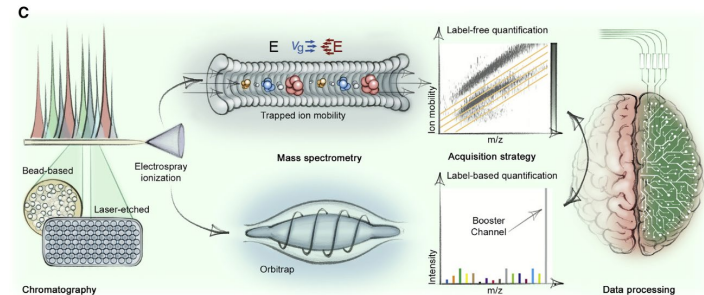 C
E Vg E
Trapped ion mobility
Electrospray
ionization
Mass spectrometry
Bead-based
Laser-etched
Chromatography
Orbitrap
Label-free quantification
Ion mobility
m/z
Acquisition strategy
Label-based quantification
Booster
Channel
Intensity
m/z
Data processing